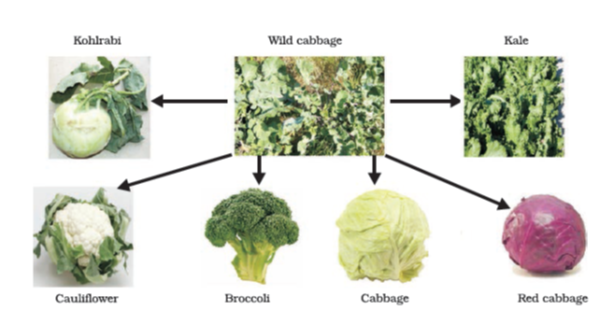 Kohlrabi
Wild cabbage
Kale
Cauliflower
Broccoli
Cabbage
Red cabbage